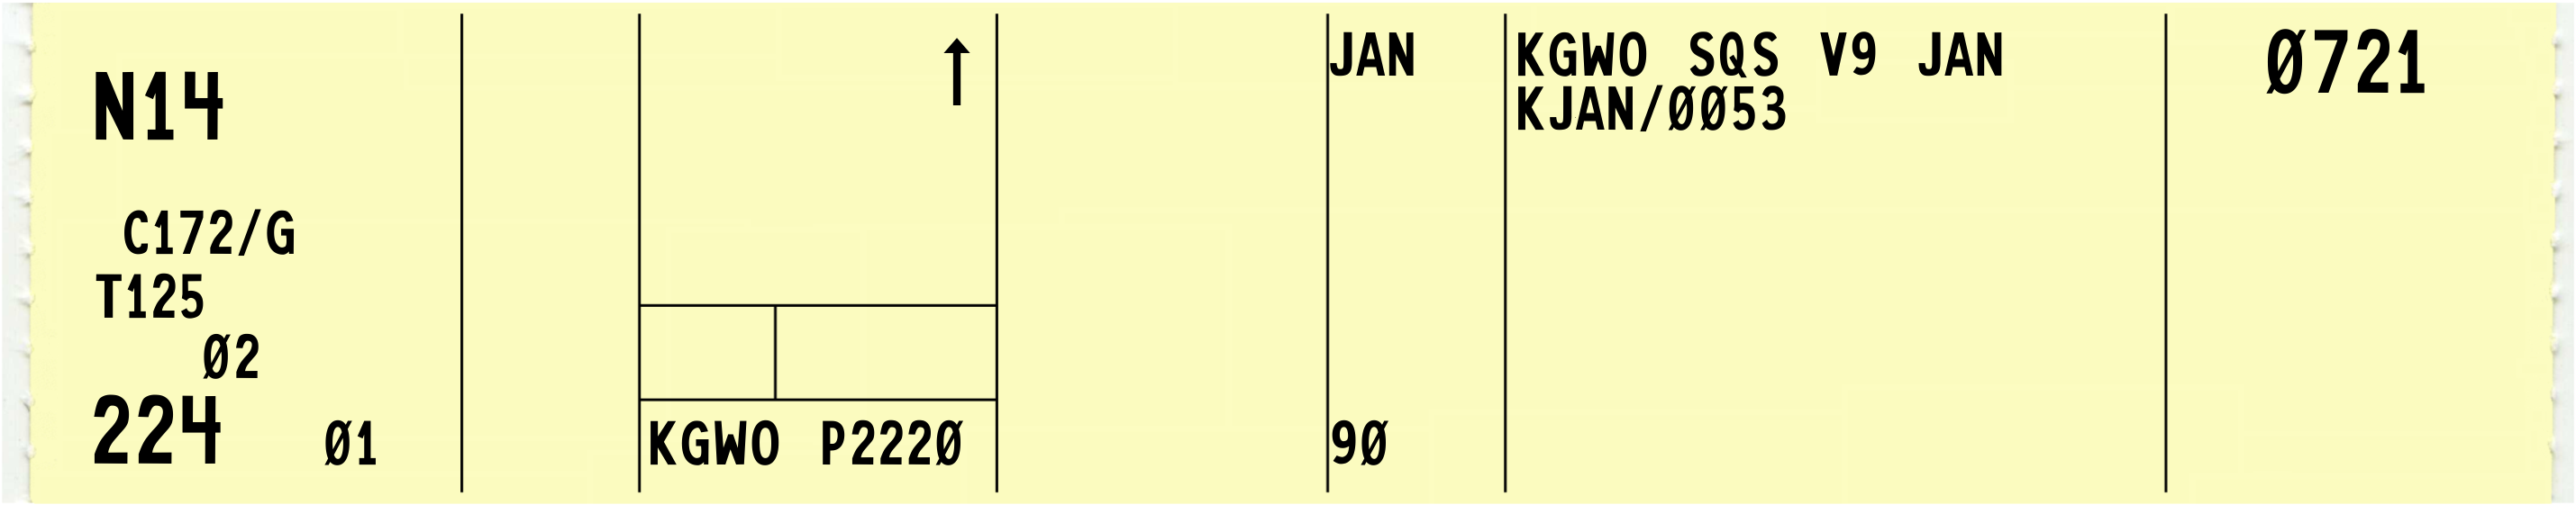 N14
C172/G
T125
Ø2
224 Ø1
↑
KGWO P222Ø
JAN
9Ø
KGWO SQS V9 JAN
KJAN/ØØ53
Ø721